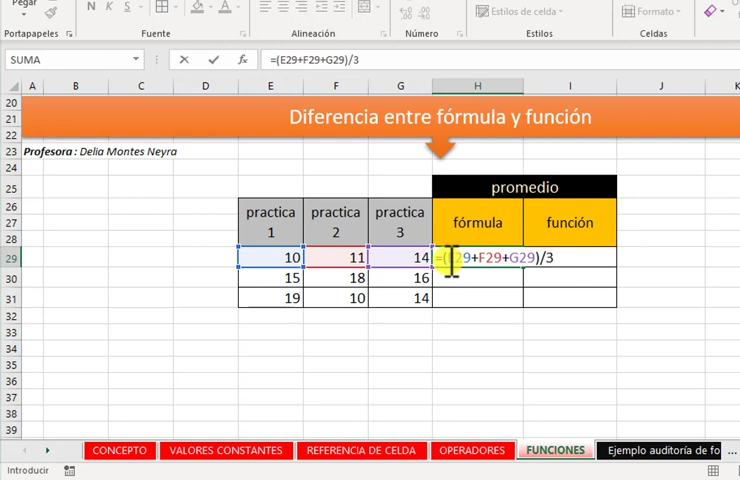 Pegar
N
K
S
Estilos de celda
Formato
Portapapeles
Fuente
Alineación
Número
Estilos
Celdas
SUMA
fx
=(E29+F29+G29)/3
A B C D E F G H I J K
20
21 Diferencia entre fórmula y función
22
23 Profesora : Delia Montes Neyra
24
25 promedio
26
27 practica 1 practica 2 practica 3 fórmula función
28
29 10 11 14 =(E29+F29+G29)/3
30 15 18 16
31 19 10 14
32
33
34
35
36
37
38
39
CONCEPTO VALORES CONSTANTES REFERENCIA DE CELDA OPERADORES FUNCIONES Ejemplo auditoría de fo ...
Introducir